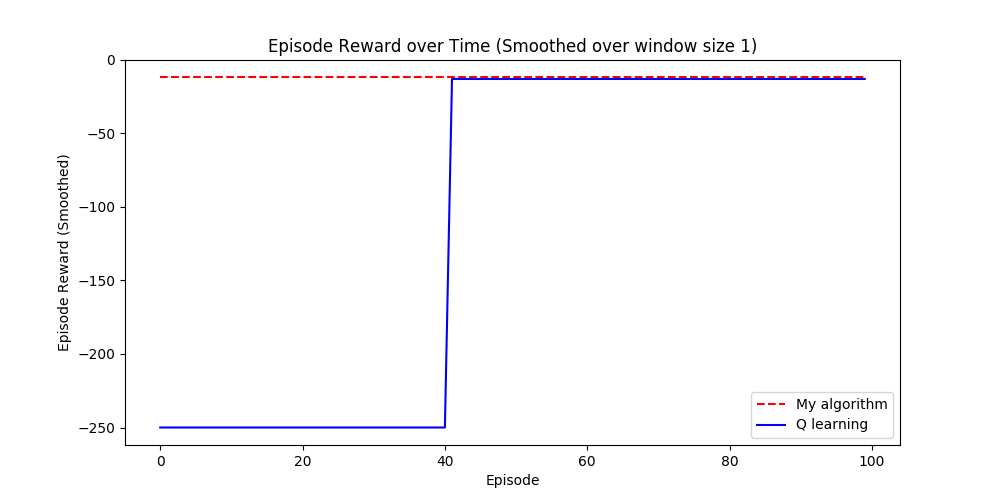 Episode Reward over Time (Smoothed over window size 1)
0
−50
−100
−150
−200
−250
Episode Reward (Smoothed)
My algorithm
Q learning
0
20
40
60
80
100
Episode